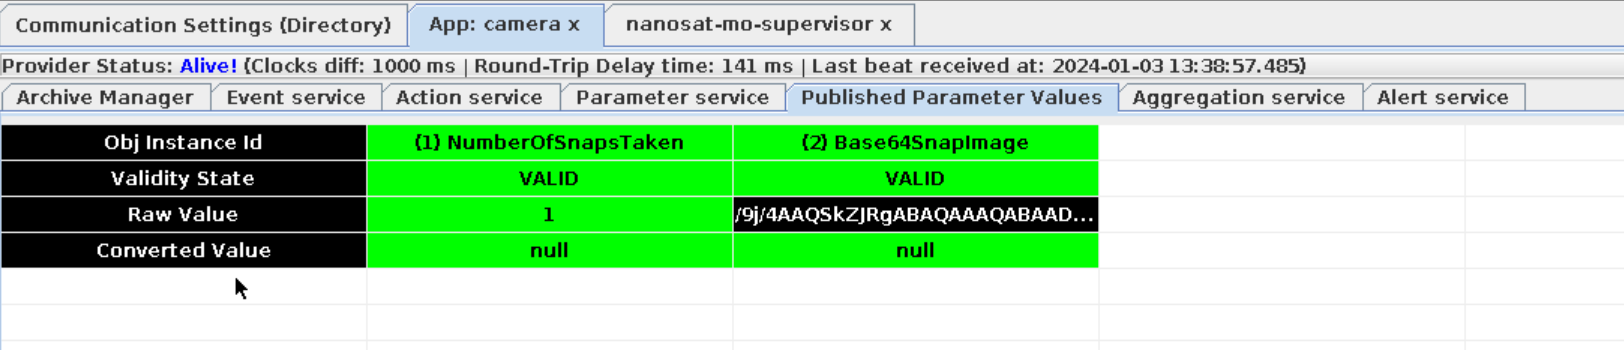 Communication Settings (Directory) App: camera x nanosat-mo-supervisor x
Provider Status: Alive! (Clocks diff: 1000 ms | Round-Trip Delay time: 141 ms | Last beat received at: 2024-01-03 13:38:57.485)
Archive Manager Event service Action service Parameter service Published Parameter Values Aggregation service Alert service
Obj Instance Id (1) NumberOfSnapsTaken (2) Base64SnapImage
Validity State VALID VALID
Raw Value 1 /9j/4AAQSkZJRgABAQAAAQABAAD...
Converted Value null null